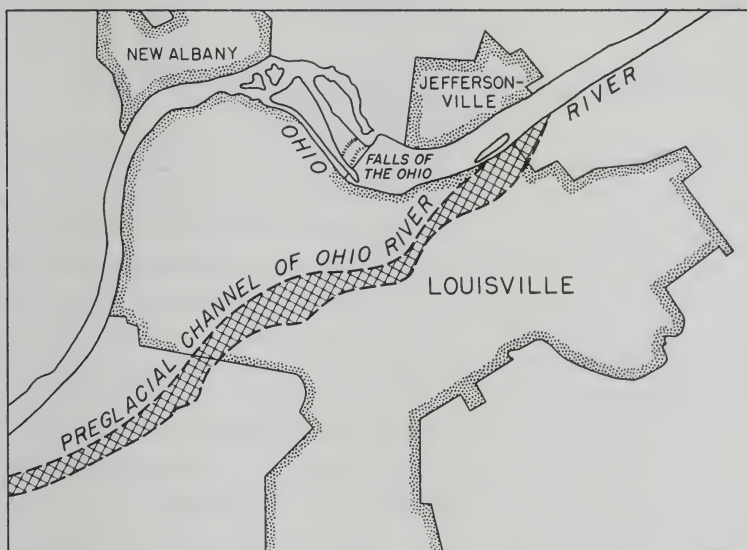 NEW ALBANY
JEFFERSON-
VILLE
OHIO
RIVER
FALLS OF
THE OHIO
PREGLACIAL CHANNEL OF OHIO RIVER
LOUISVILLE